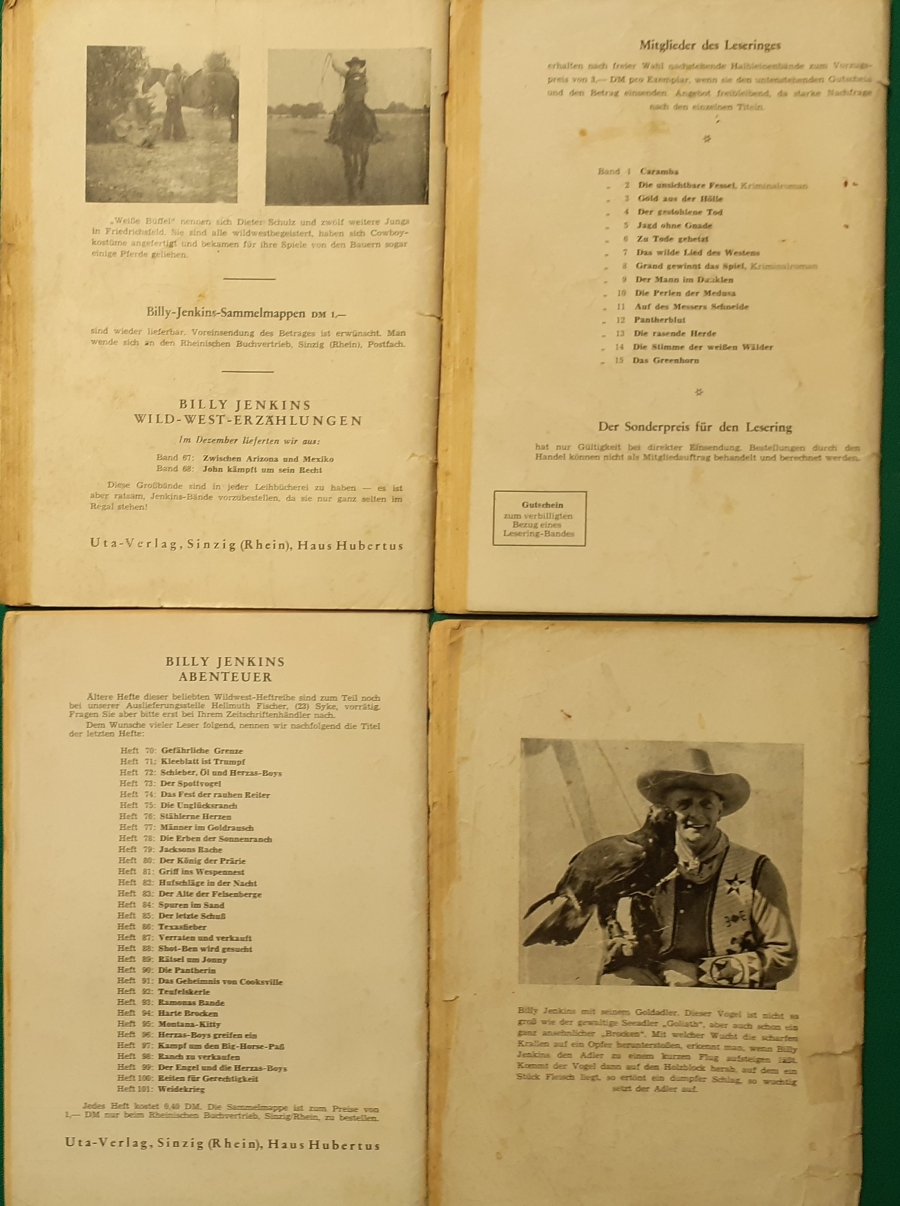 „Weiße Büffel" nennen sich Dieter Schulz und zwölf weitere Jungs
in Friedrichsfeld. Sie sind alle wildwestbegeistert, haben sich Cowboy-
kostüme angefertigt und bekamen für ihre Spiele von den Bauern sogar
einige Pferde geliehen.
Billy-Jenkins-Sammelmappen DM 1,—
sind wieder lieferbar. Voreinsendung des Betrages ist erwünscht. Man
wende sich an den Rheinischen Buchvertrieb, Sinzig (Rhein), Postfach.
BILLY JENKINS
WILD-WEST-ERZÄHLUNGEN
Im Dezember lieferten wir aus:
Band 67: Zwischen Arizona und Mexiko
Band 68: John kämpft um sein Recht
Diese Großbände sind in jeder Leihbücherei zu haben — es ist
aber ratsam, Jenkins-Bände vorzubestellen, da sie nur ganz selten im
Regal stehen!
Uta-Verlag, Sinzig (Rhein), Haus Hubertus
Mitglieder des Leseringes
erhalten nach freier Wahl nachstehende Halbleinenbände zum Vorzugs-
preis von 3,— DM pro Exemplar, wenn sie den untenstehenden Gutschein
und den Betrag einsenden. Angebot freibleibend, da starke Nachfrage
nach den einzelnen Titeln.
Band 1 Caramba
„ 2 Die unsichtbare Fessel, Kriminalroman
„ 3 Gold aus der Hölle
„ 4 Der gestohlene Tod
„ 5 Jagd ohne Gnade
„ 6 Zu Tode gehetzt
„ 7 Das wilde Lied des Westens
„ 8 Grand gewinnt das Spiel, Kriminalroman
„ 9 Der Mann im Dunklen
„ 10 Die Perlen der Medusa
„ 11 Auf des Messers Schneide
„ 12 Pantherblut
„ 13 Die rasende Herde
„ 14 Die Stimme der weißen Wälder
„ 15 Das Greenhorn
Der Sonderpreis für den Lesering
hat nur Gültigkeit bei direkter Einsendung. Bestellungen durch den
Handel können nicht als Mitgliedsauftrag behandelt und berechnet werden.
Gutschein
zum verbilligten
Bezug eines
Lesering-Bandes
BILLY JENKINS
ABENTEUER
Ältere Hefte dieser beliebten Wildwest-Heftreihe sind zum Teil noch
bei unserer Auslieferungsstelle Hellmuth Fischer, (23) Syke, vorrätig.
Fragen Sie aber bitte erst bei Ihrem Zeitschriftenhändler nach.
Dem Wunsche vieler Leser folgend, nennen wir nachfolgend die Titel
der letzten Hefte:
Heft 70: Gefährliche Grenze
Heft 71: Kleeblatt ist Trumpf
Heft 72: Schieber, Öl und Herzas-Boys
Heft 73: Der Spottvogel
Heft 74: Das Fest der rauhen Reiter
Heft 75: Die Unglücksranch
Heft 76: Stählerne Herzen
Heft 77: Männer im Goldrausch
Heft 78: Die Erben der Sonnenranch
Heft 79: Jacksons Rache
Heft 80: Der König der Prärie
Heft 81: Griff ins Wespennest
Heft 82: Hufschläge in der Nacht
Heft 83: Der Alte der Felsenberge
Heft 84: Spuren im Sand
Heft 85: Der letzte Schuß
Heft 86: Texasfieber
Heft 87: Verraten und verkauft
Heft 88: Shot-Ben wird gesucht
Heft 89: Rätsel um Jonny
Heft 90: Die Pantherin
Heft 91: Das Geheimnis von Cooksville
Heft 92: Teufelskerle
Heft 93: Ramonas Bande
Heft 94: Harte Brocken
Heft 95: Montana-Kitty
Heft 96: Herzas-Boys greifen ein
Heft 97: Kampf um den Big-Horse-Paß
Heft 98: Ranch zu verkaufen
Heft 99: Der Engel und die Herzas-Boys
Heft 100: Reiten für Gerechtigkeit
Heft 101: Weidekrieg
Jedes Heft kostet 0,40 DM. Die Sammelmappe ist zum Preise von
1,— DM nur beim Rheinischen Buchvertrieb, Sinzig/Rhein, zu bestellen.
Uta-Verlag, Sinzig (Rhein), Haus Hubertus
Billy Jenkins mit seinem Goldadler. Dieser Vogel ist nicht so
groß wie der gewaltige Seeadler „Goliath", aber auch schon ein
ganz ansehnlicher „Brocken". Mit welcher Wucht die scharfen
Krallen auf ein Opfer herunterstoßen, erkennt man, wenn Billy
Jenkins den Adler zu einem kurzen Flug aufsteigen läßt.
Kommt der Vogel dann auf den Holzblock herab, auf dem ein
Stück Fleisch liegt, so ertönt ein dumpfer Schlag, so wuchtig
setzt der Adler auf.